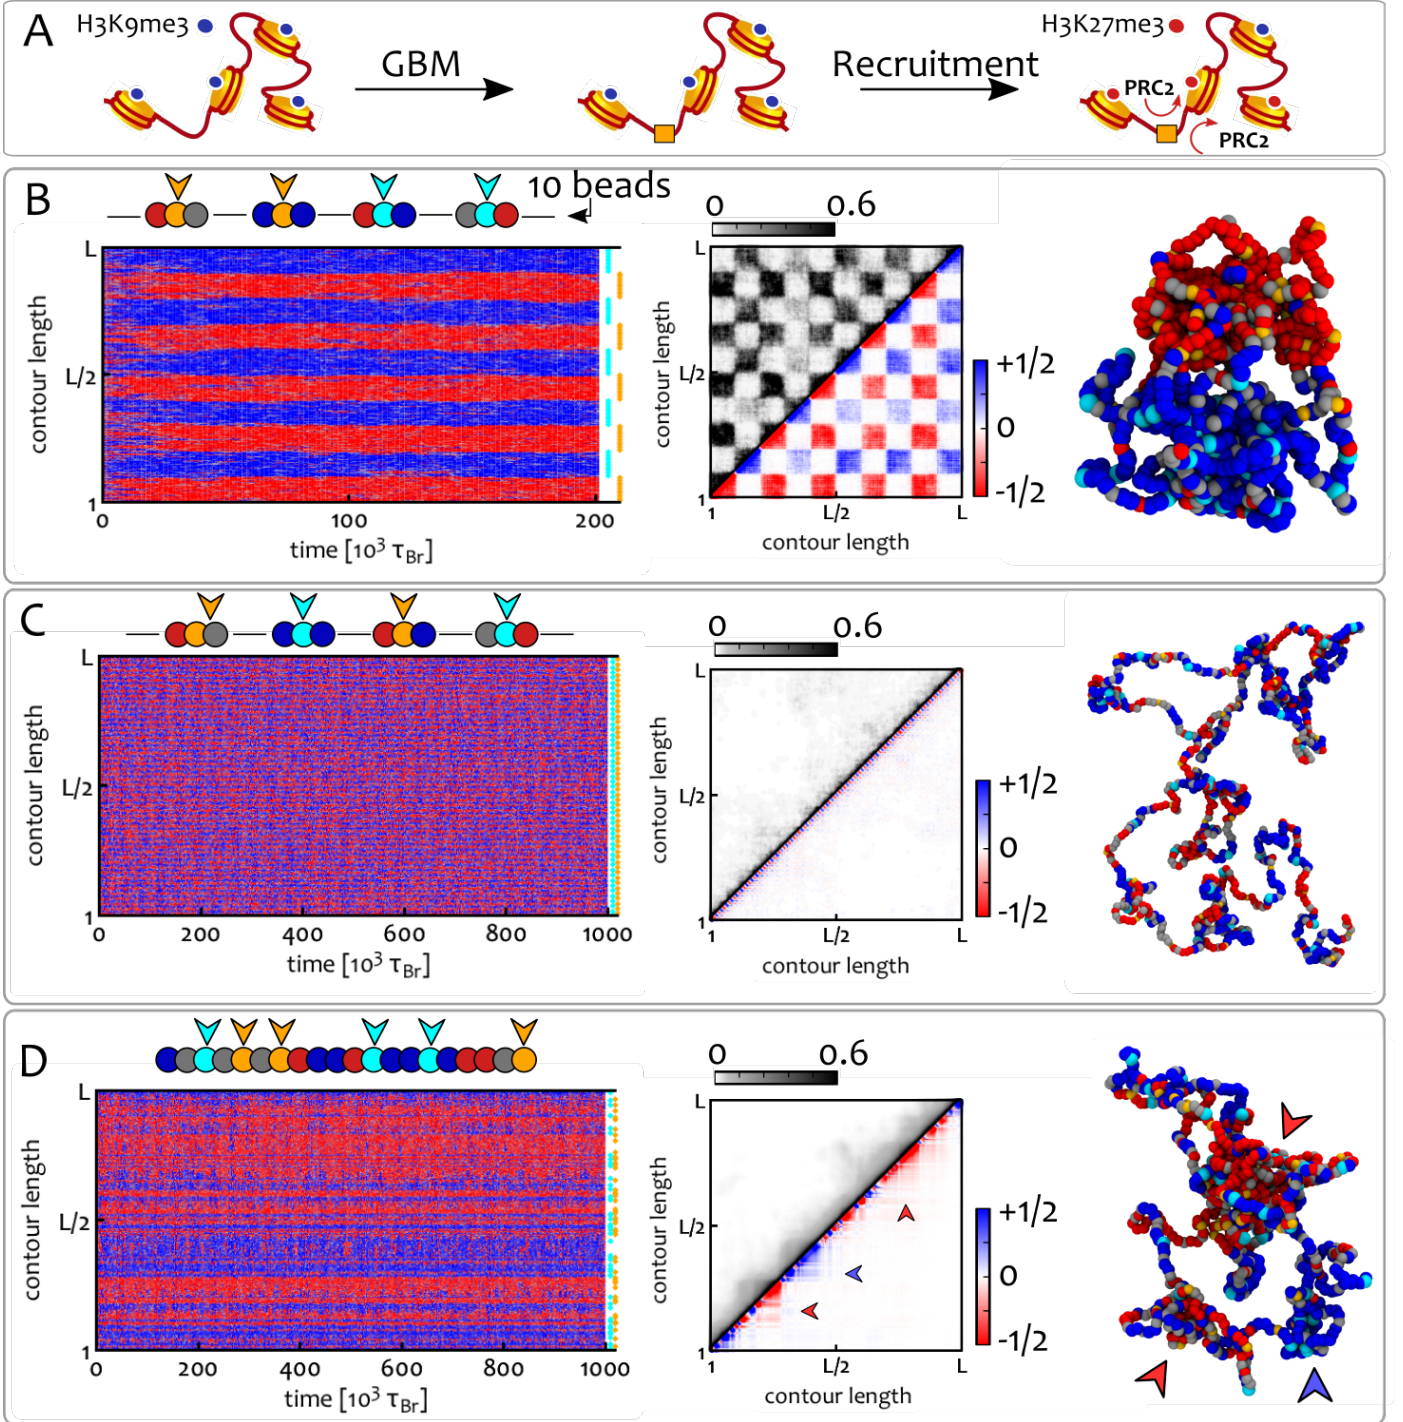 A
H3K9me3
GBM
Recruitment
H3K27me3
PRC2
PRC2
B
10 beads
L
L/2
1
contour length
0 100 200
time [10³ τBr]
0 0.6
L
L/2
1
contour length
1 L/2 L
contour length
+1/2
0
-1/2
C
L
L/2
1
contour length
0 200 400 600 800 1000
time [10³ τBr]
0 0.6
L
L/2
1
contour length
1 L/2 L
contour length
+1/2
0
-1/2
D
L
L/2
1
contour length
0 200 400 600 800 1000
time [10³ τBr]
0 0.6
L
L/2
1
contour length
1 L/2 L
contour length
+1/2
0
-1/2